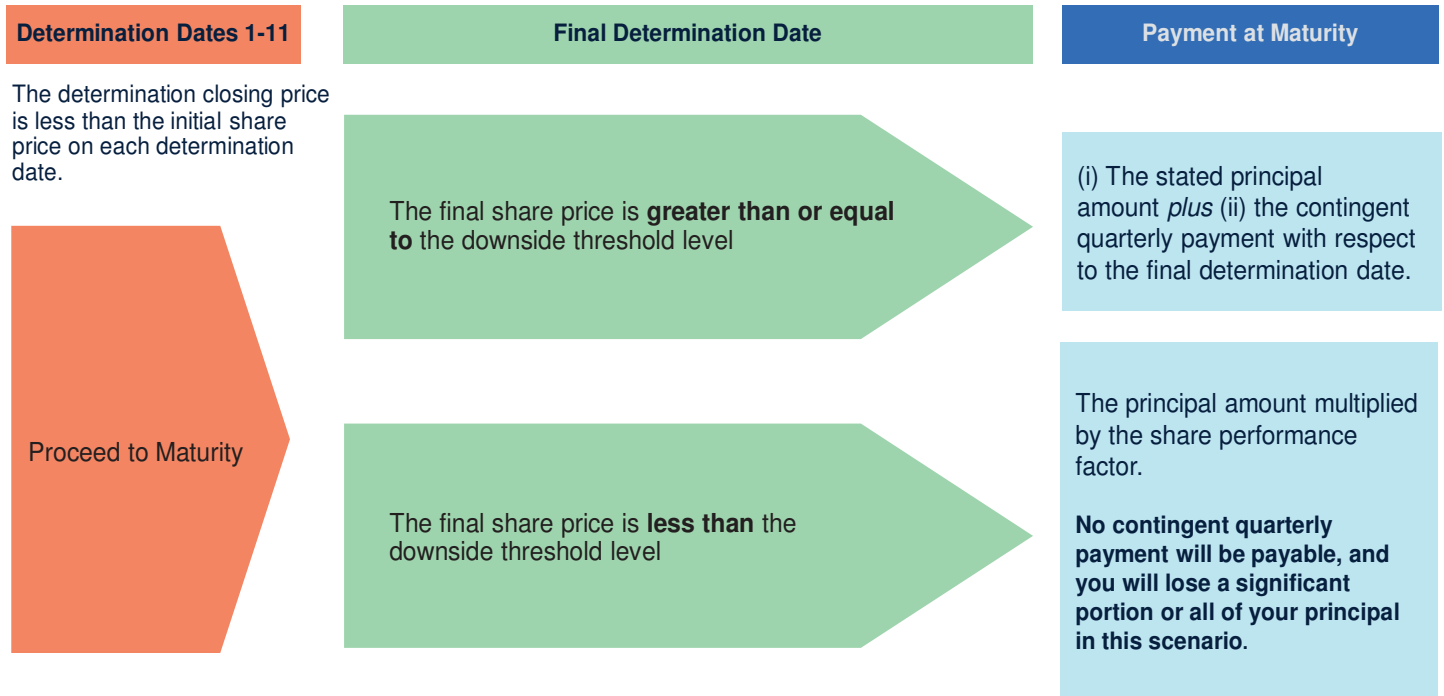 Determination Dates 1-11
Final Determination Date
Payment at Maturity
The determination closing price
is less than the initial share
price on each determination
date.
Proceed to Maturity
The final share price is greater than or equal
to the downside threshold level
(i) The stated principal
amount plus (ii) the contingent
quarterly payment with respect
to the final determination date.
The final share price is less than the
downside threshold level
The principal amount multiplied
by the share performance
factor.
No contingent quarterly
payment will be payable, and
you will lose a significant
portion or all of your principal
in this scenario.